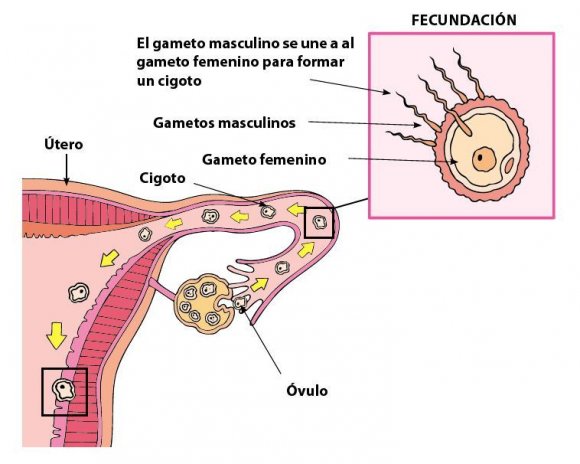 FECUNDACIÓN
El gameto masculino se une a al
gameto femenino para formar
un cigoto
Gametos masculinos
Gameto femenino
Útero
Cigoto
Óvulo